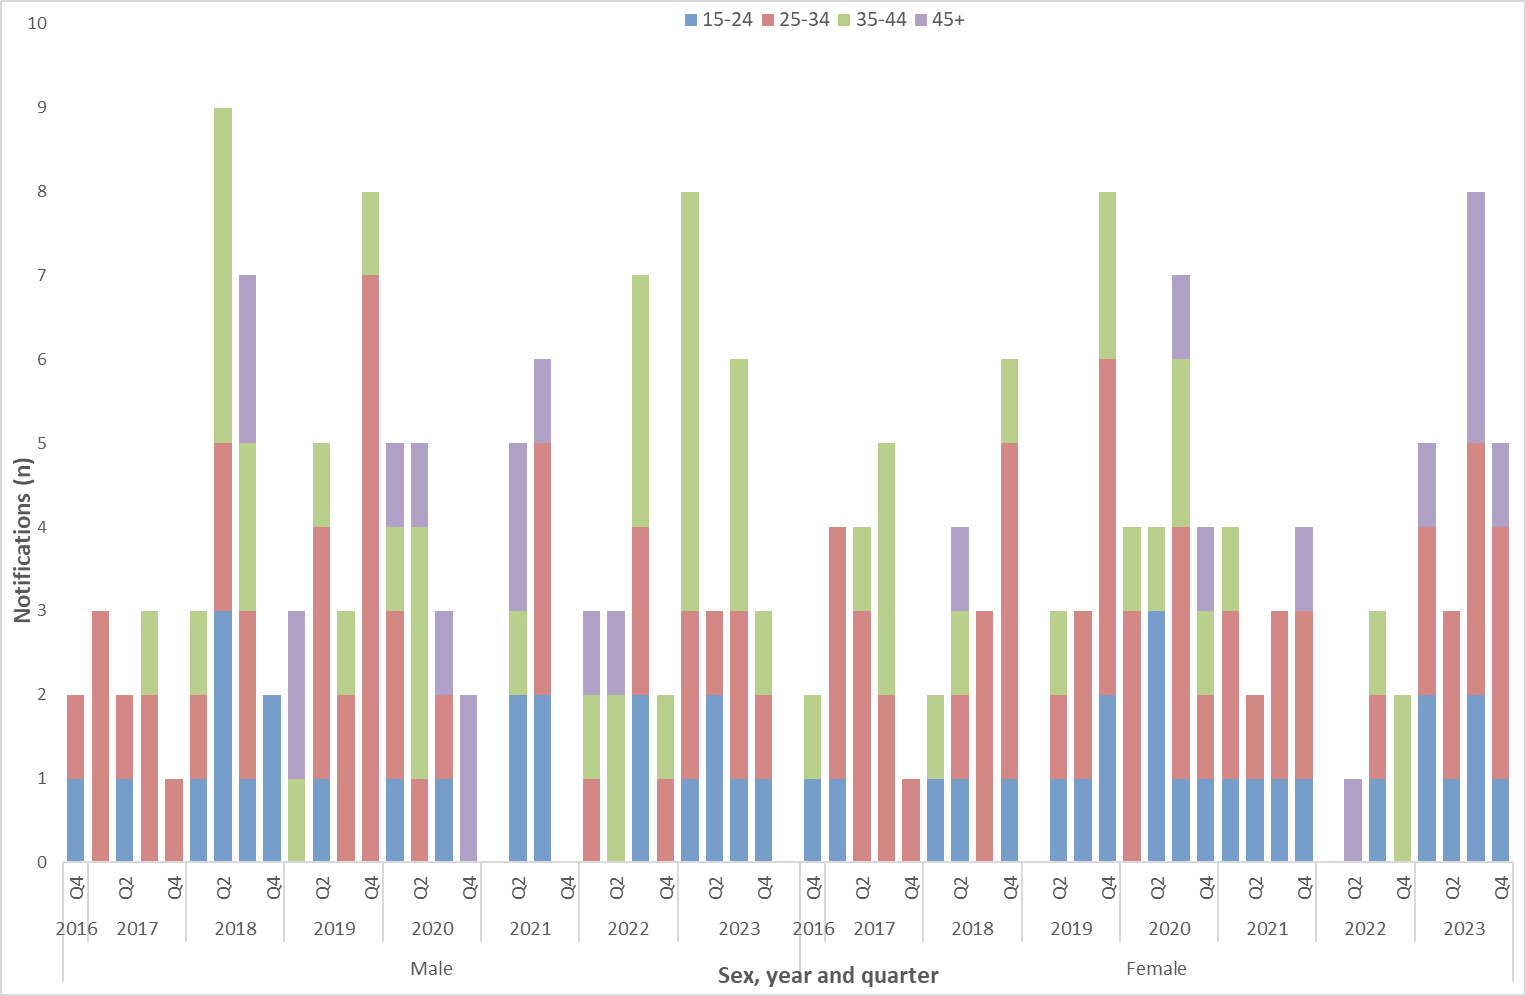 15-24 25-34 35-44 45+
10
9
8
7
6
5
4
3
2
1
0
Notifications (n)
Q4 Q2 Q4 Q2 Q4 Q2 Q4 Q2 Q4 Q2 Q4 Q2 Q4 Q2 Q4 Q4 Q2 Q4 Q2 Q4 Q2 Q4 Q2 Q4 Q2 Q4 Q2 Q4 Q2 Q4
2016 2017 2018 2019 2020 2021 2022 2023 2016 2017 2018 2019 2020 2021 2022 2023
Male Female
Sex, year and quarter